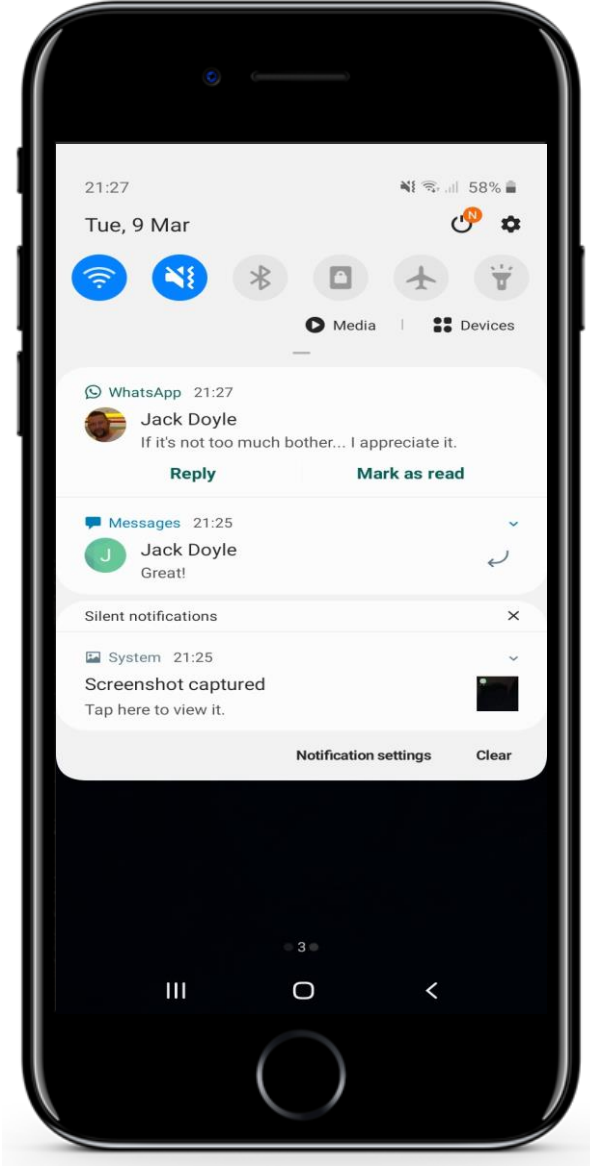 21:27
58%
Tue, 9 Mar
N
Media
Devices
WhatsApp 21:27
Jack Doyle
If it's not too much bother... I appreciate it.
Reply
Mark as read
Messages 21:25
J
Jack Doyle
Great!
Silent notifications
System 21:25
Screenshot captured
Tap here to view it.
Notification settings
Clear
3